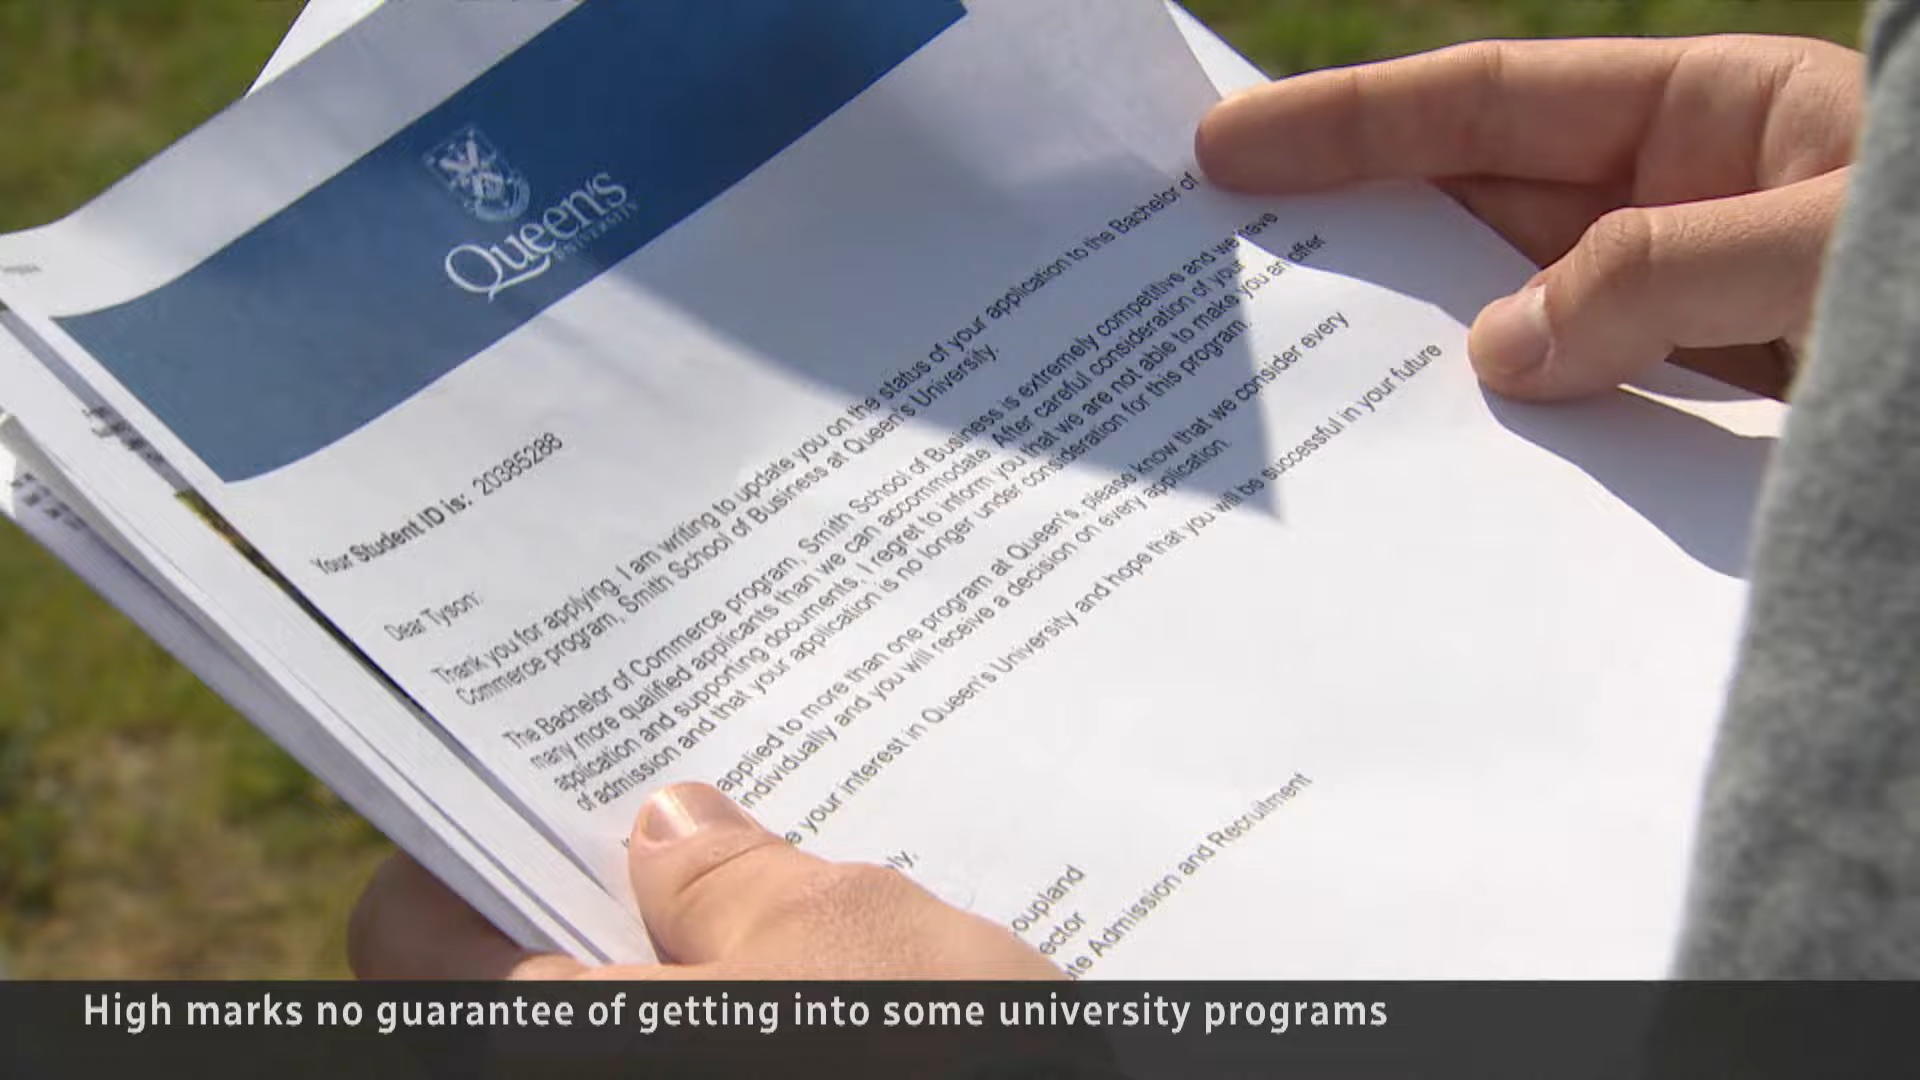 Queen's
UNIVERSITY
Your Student ID is: 20385288
Dear Tyson:
Thank you for applying. I am writing to update you on the status of your application to the Bachelor of
Commerce program, Smith School of Business at Queen's University.
The Bachelor of Commerce program, Smith School of Business is extremely competitive and we have
many more qualified applicants than we can accommodate. After careful consideration of your
application and supporting documents, I regret to inform you that we are not able to make you an offer
of admission and that your application is no longer under consideration for this program.
applied to more than one program at Queen's, please know that we consider every
individually and you will receive a decision on every application.
e your interest in Queen's University and hope that you will be successful in your future
ely,
oupland
ector
te Admission and Recruitment
High marks no guarantee of getting into some university programs